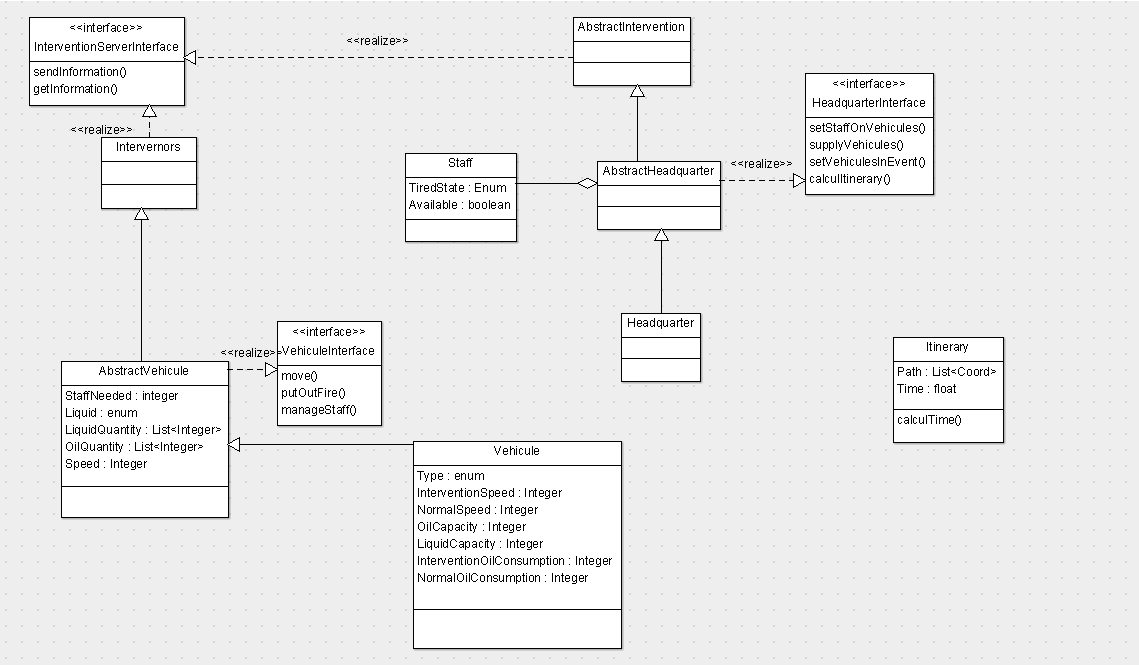 <<interface>>
InterventionServerInterface
sendInformation()
getInformation()
<<realize>>
AbstractIntervention
<<interface>>
HeadquarterInterface
setStaffOnVehicules()
supplyVehicules()
setVehiculesInEvent()
calculItinerary()
<<realize>>
Intervernors
Staff
TiredState : Enum
Available : boolean
AbstractHeadquarter
<<realize>>
Headquarter
<<interface>>
VehiculeInterface
move()
putOutFire()
manageStaff()
<<realize>>
AbstractVehicule
StaffNeeded : integer
Liquid : enum
LiquidQuantity : List<Integer>
OilQuantity : List<Integer>
Speed : Integer
Itinerary
Path : List<Coord>
Time : float
calculTime()
Vehicule
Type : enum
InterventionSpeed : Integer
NormalSpeed : Integer
OilCapacity : Integer
LiquidCapacity : Integer
InterventionOilConsumption : Integer
NormalOilConsumption : Integer